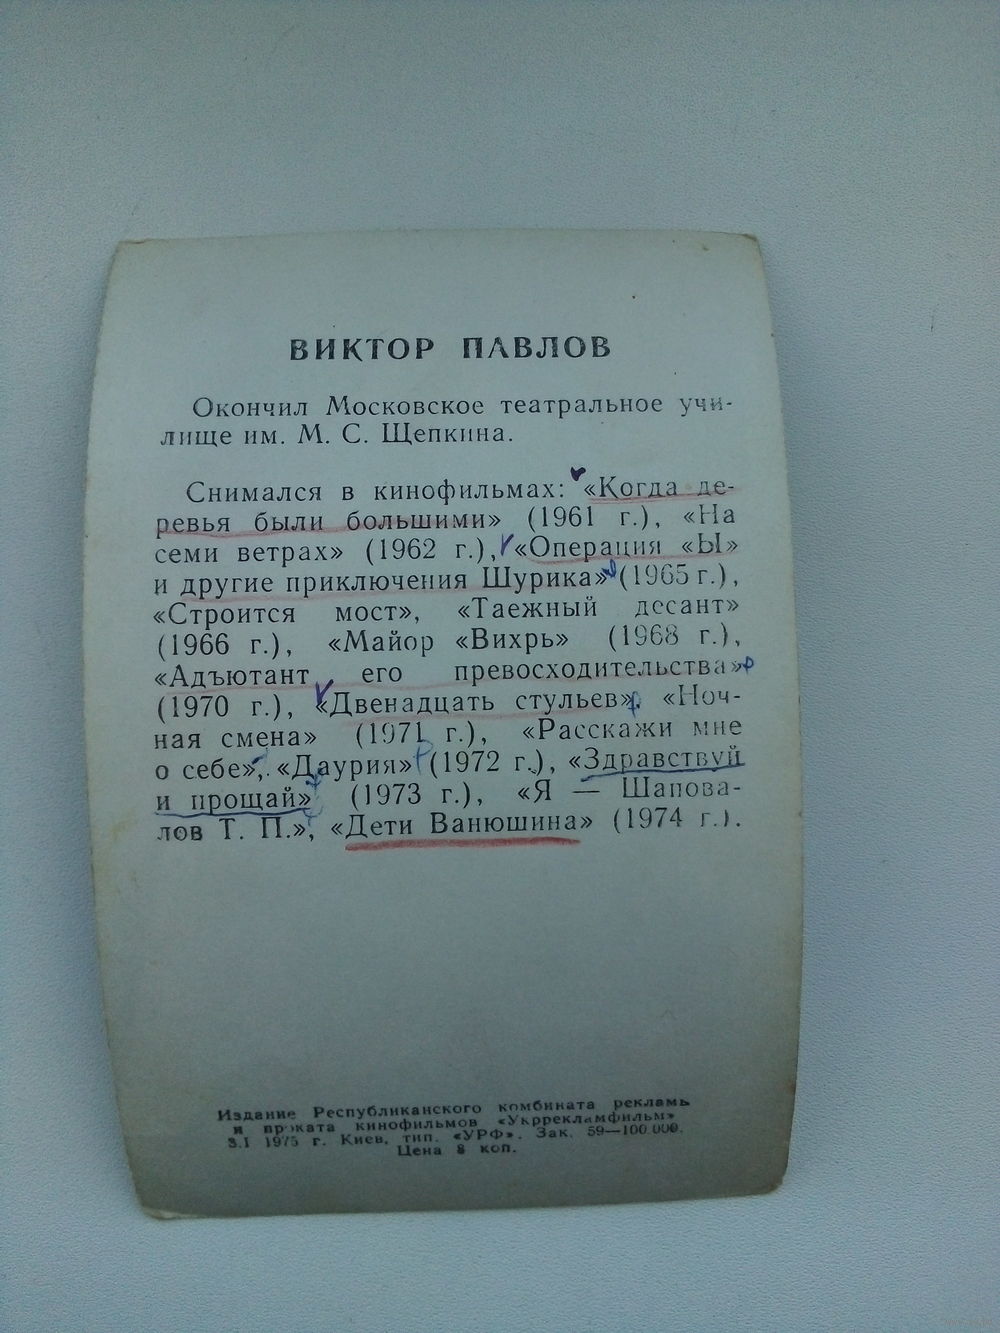 ВИКТОР ПАВЛОВ
Окончил Московское театральное учи-
лище им. М. С. Щепкина.
Снимался в кинофильмах: «Когда де-
ревья были большими» (1961 г.), «На
семи ветрах» (1962 г.), «Операция «Ы»
и другие приключения Шурика» (1965 г.),
«Строится мост», «Таежный десант»
(1966 г.), «Майор «Вихрь» (1968 г.),
«Адъютант его превосходительства»
(1970 г.), «Двенадцать стульев», «Ноч-
ная смена» (1971 г.), «Расскажи мне
о себе», «Даурия» (1972 г.), «Здравствуй
и прощай» (1973 г.), «Я — Шапова-
лов Т. П.», «Дети Ванюшина» (1974 г.).
Издание Республиканского комбината рекламы
и проката кинофильмов «Укррекламфильм»
3.I 1975 г. Киев, тип. «УРФ». Зак. 59—100.000.
Цена 8 коп.